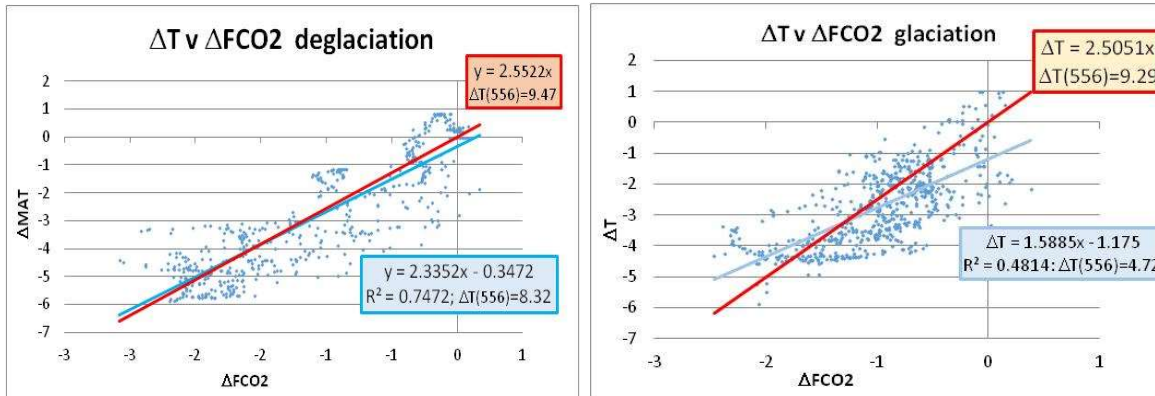 ΔT v ΔFCO2 deglaciation
y = 2.5522x
ΔT(556)=9.47
2
1
0
-1
-2
-3
-4
-5
-6
-7
ΔMAT
y = 2.3352x - 0.3472
R² = 0.7472; ΔT(556)=8.32
-3 -3 -2 -2 -1 -1 0 1
ΔFCO2
ΔT v ΔFCO2 glaciation
ΔT = 2.5051x
ΔT(556)=9.29
2
1
0
-1
-2
-3
-4
-5
-6
-7
ΔT
ΔT = 1.5885x - 1.175
R² = 0.4814: ΔT(556)=4.72
-3 -2 -1 0 1
ΔFCO2